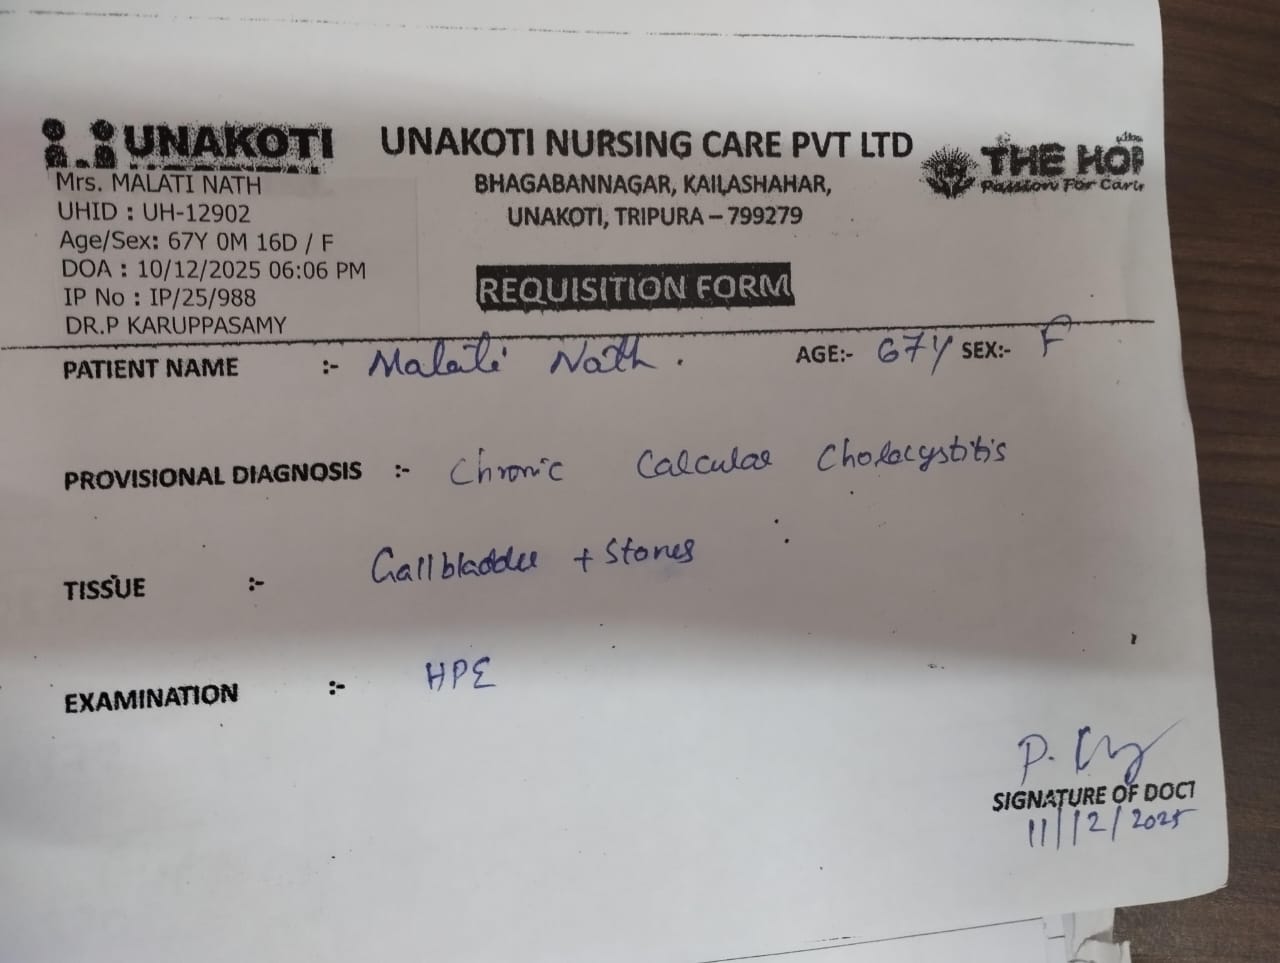 UNAKOTI
UNAKOTI NURSING CARE PVT LTD
BHAGABANNAGAR, KAILASHAHAR,
UNAKOTI, TRIPURA – 799279
THE HOP
Passion For Carin
Mrs. MALATI NATH
UHID : UH-12902
Age/Sex: 67Y 0M 16D / F
DOA : 10/12/2025 06:06 PM
IP No : IP/25/988
DR.P KARUPPASAMY
REQUISITION FORM
PATIENT NAME :- Malati Nath. AGE:- 67Y SEX:- F
PROVISIONAL DIAGNOSIS :- Chronic Calcular Cholecystitis
TISSUE :- Gallbladder + Stones
EXAMINATION :- HPE
SIGNATURE OF DOCT
11/12/2025